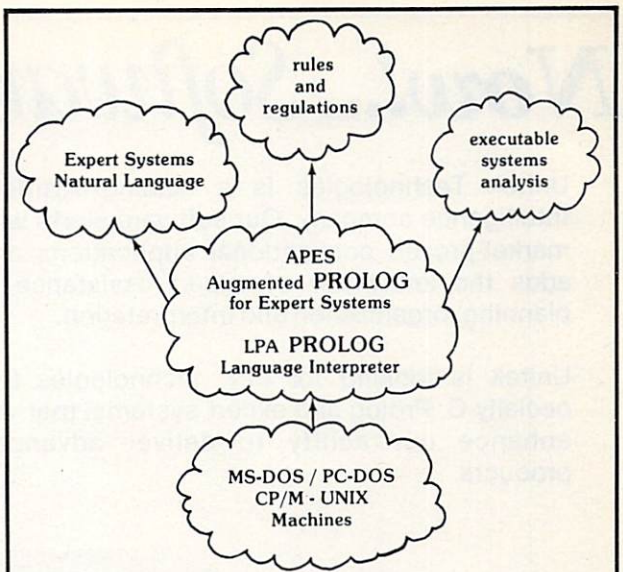 rules
and
regulations
Expert Systems
Natural Language
executable
systems
analysis
APES
Augmented PROLOG
for Expert Systems
LPA PROLOG
Language Interpreter
MS-DOS / PC-DOS
CP/M - UNIX
Machines